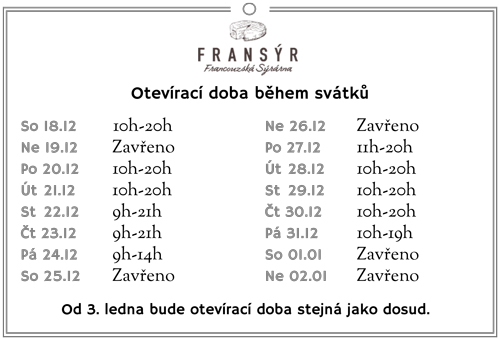 FRANSÝR
Francouzská Sýrárna
Otevírací doba během svátků
So 18.12 10h-20h
Ne 19.12 Zavřeno
Po 20.12 10h-20h
Út 21.12 10h-20h
St 22.12 9h-21h
Čt 23.12 9h-21h
Pá 24.12 9h-14h
So 25.12 Zavřeno
Ne 26.12 Zavřeno
Po 27.12 11h-20h
Út 28.12 10h-20h
St 29.12 10h-20h
Čt 30.12 10h-20h
Pá 31.12 10h-19h
So 01.01 Zavřeno
Ne 02.01 Zavřeno
Od 3. ledna bude otevírací doba stejná jako dosud.